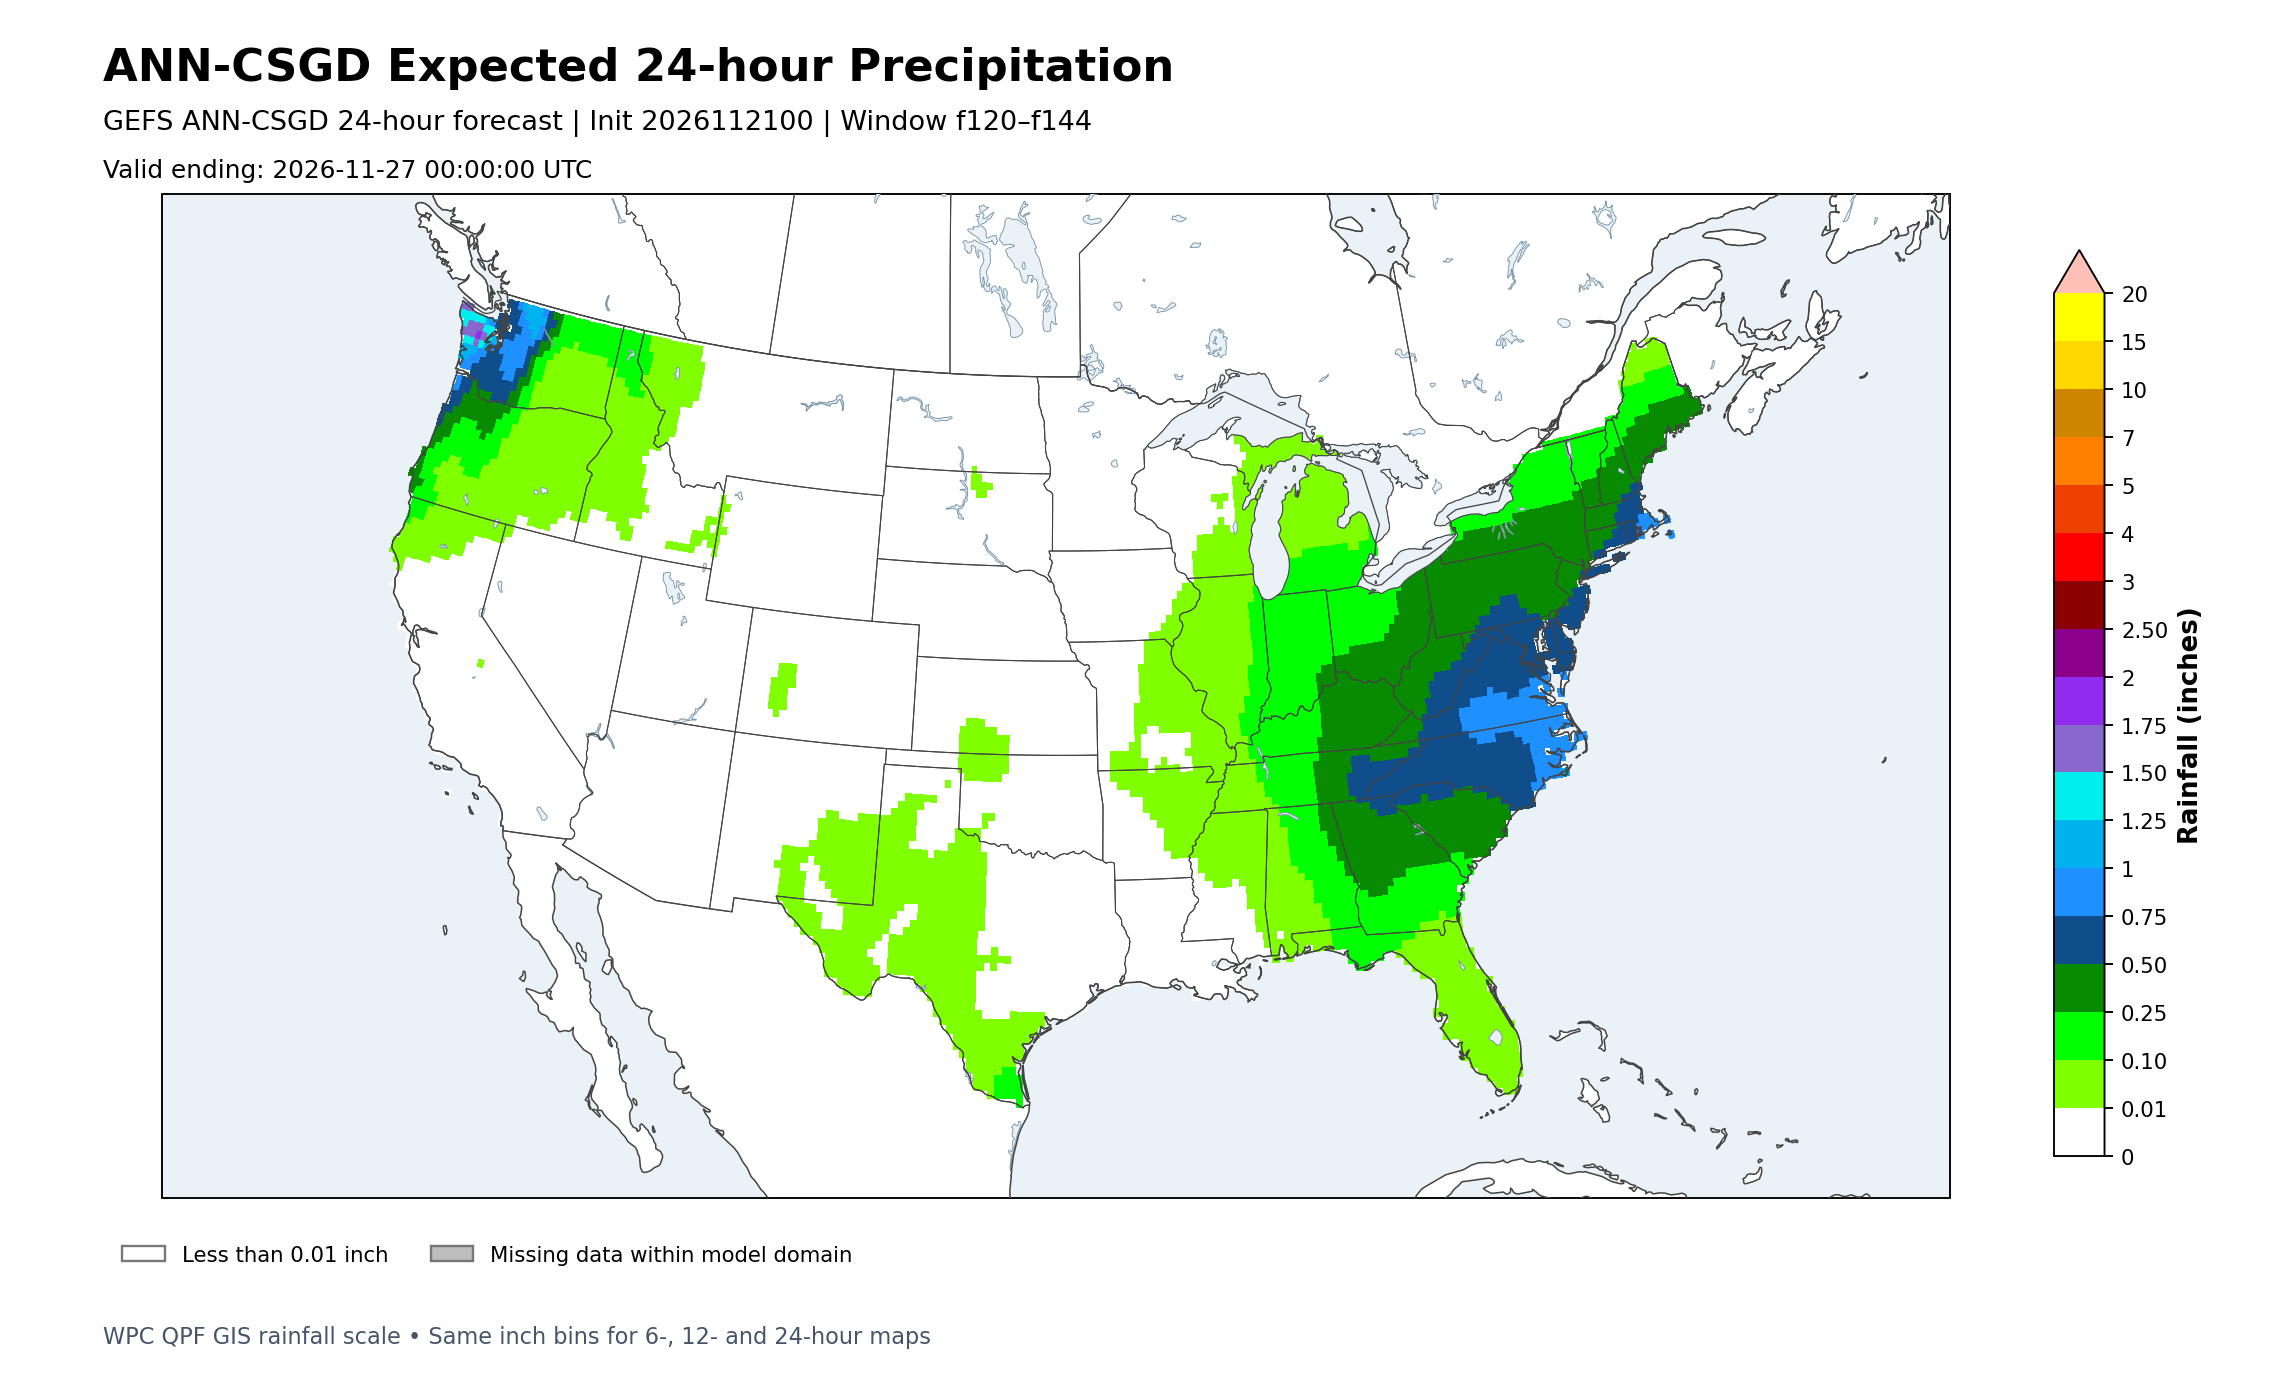 ANN-CSGD Expected 24-hour Precipitation
GEFS ANN-CSGD 24-hour forecast | Init 2026112100 | Window f120–f144
Valid ending: 2026-11-27 00:00:00 UTC
20
15
10
7
5
4
3
2.50
2
1.75
1.50
1.25
1
0.75
0.50
0.25
0.10
0.01
0
Rainfall (inches)
Less than 0.01 inch
Missing data within model domain
WPC QPF GIS rainfall scale • Same inch bins for 6-, 12- and 24-hour maps